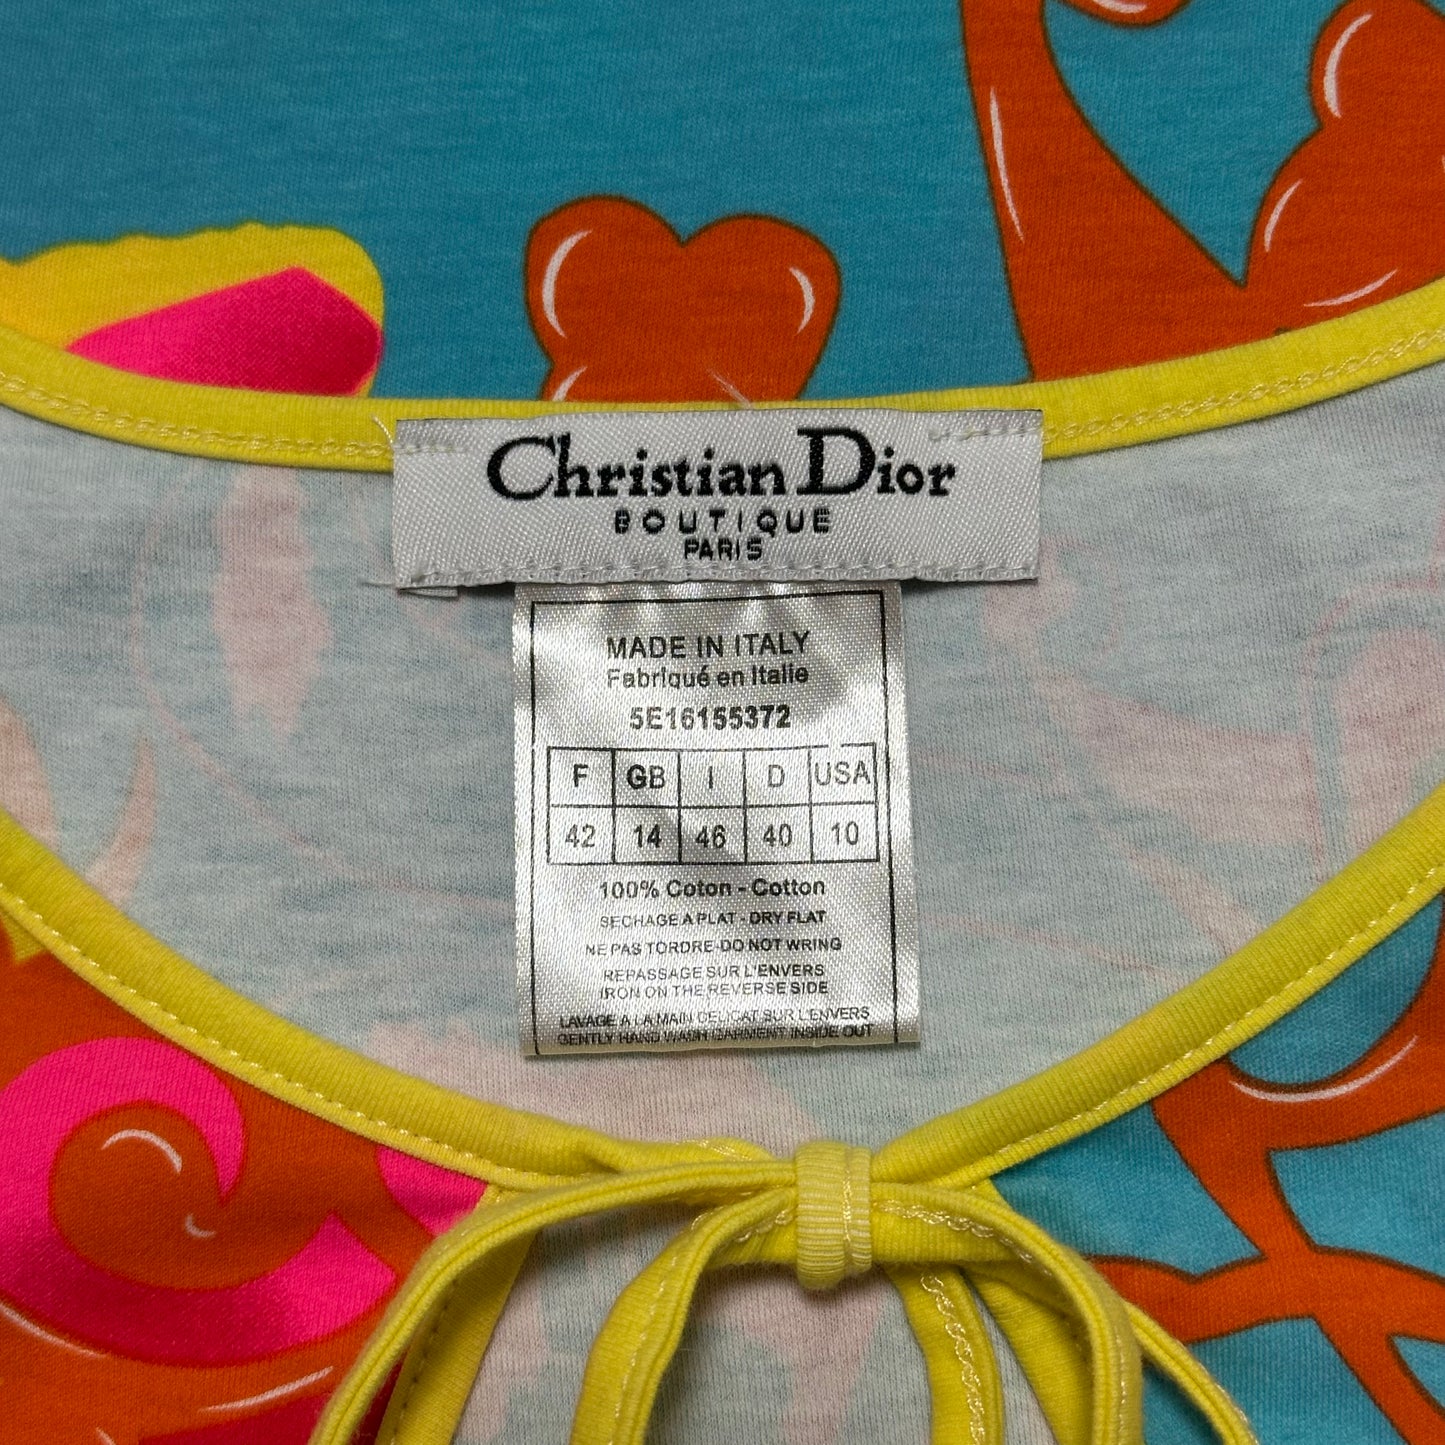 Christian Dior
BOUTIQUE
PARIS
MADE IN ITALY
Fabriqué en Italie
5E16155372
F GB I D USA
42 14 46 40 10
100% Coton - Cotton
SECHAGE A PLAT - DRY FLAT
NE PAS TORDRE-DO NOT WRING
REPASSAGE SUR L'ENVERS
IRON ON THE REVERSE SIDE
LAVAGE A LA MAIN DELICAT SUR L'ENVERS
GENTLY HAND WASH GARMENT INSIDE OUT